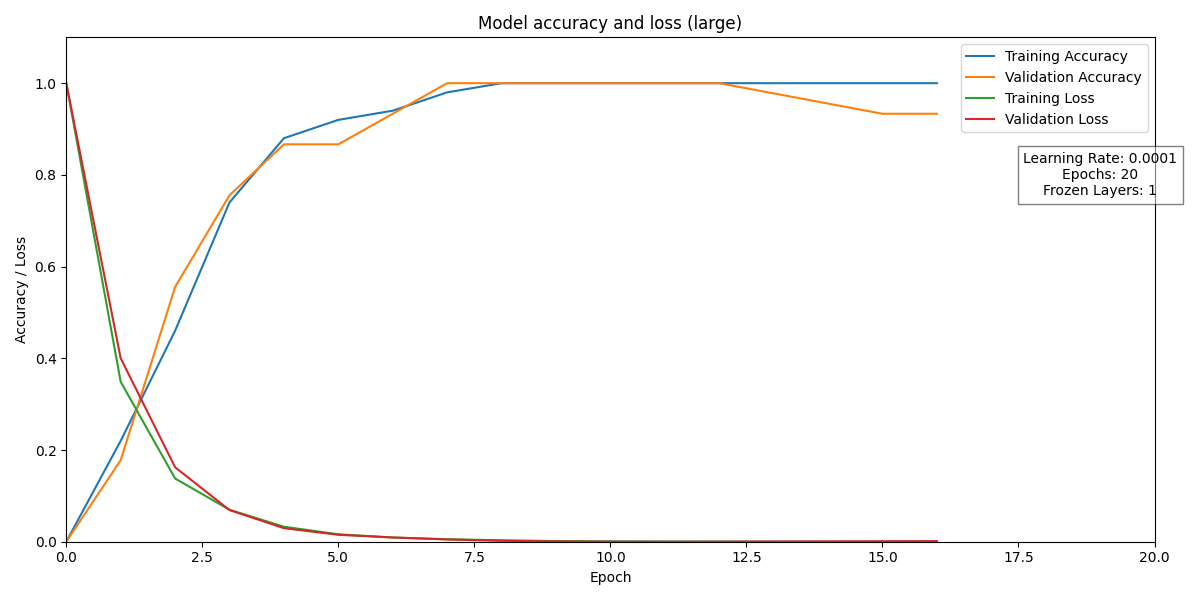 Model accuracy and loss (large)
Training Accuracy
Validation Accuracy
Training Loss
Validation Loss
Learning Rate: 0.0001
Epochs: 20
Frozen Layers: 1
Accuracy / Loss
1.0
0.8
0.6
0.4
0.2
0.0
0.0 2.5 5.0 7.5 10.0 12.5 15.0 17.5 20.0
Epoch